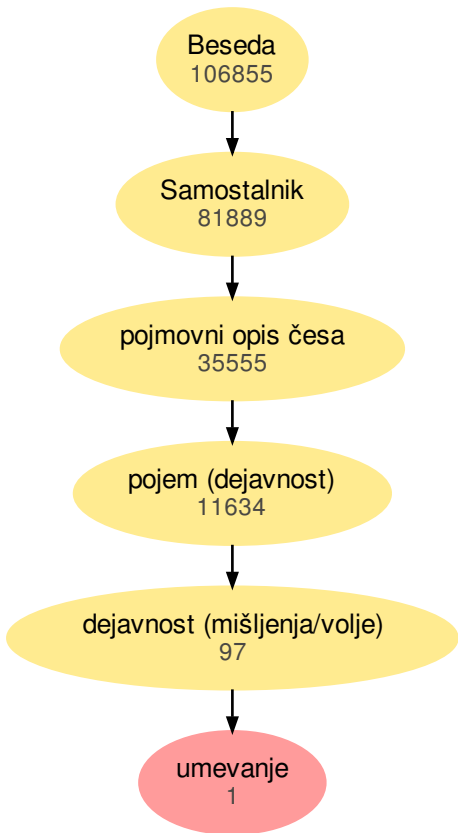 Beseda
106855
Samostalnik
81889
pojmovni opis česa
35555
pojem (dejavnost)
11634
dejavnost (mišljenja/volje)
97
umevanje
1